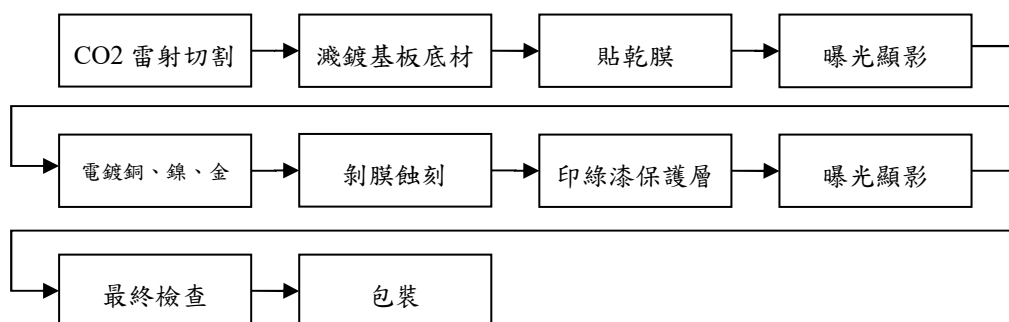 CO2 雷射切割
濺鍍基板底材
貼乾膜
曝光顯影
電鍍銅、鎳、金
剝膜蝕刻
印綠漆保護層
曝光顯影
最終檢查
包裝